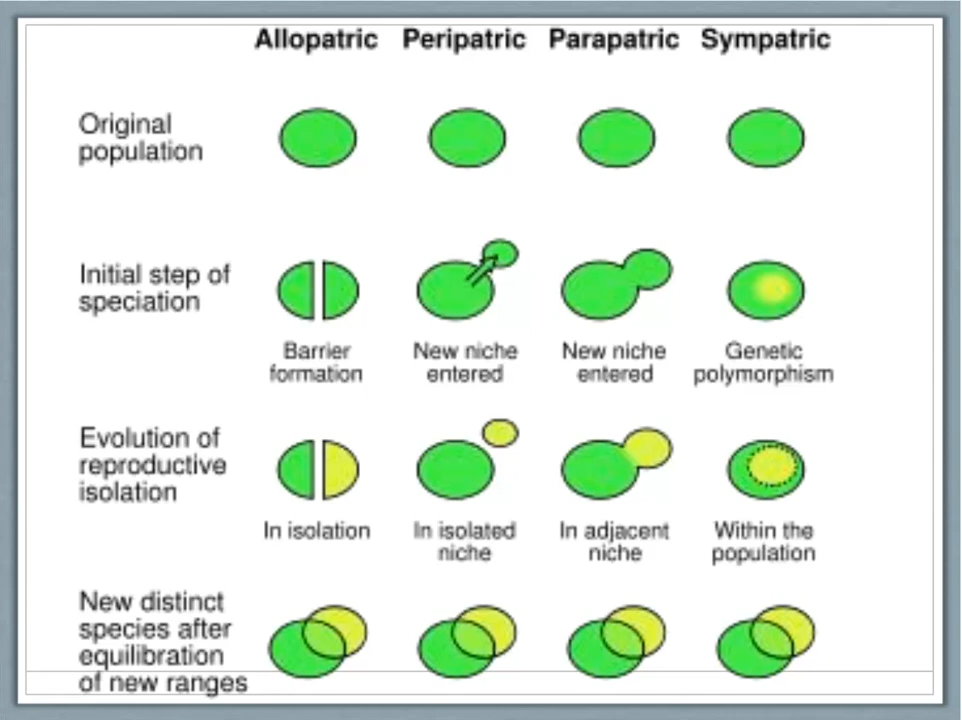 Allopatric Peripatric Parapatric Sympatric
Original
population
Initial step of
speciation
Barrier
formation
New niche
entered
New niche
entered
Genetic
polymorphism
Evolution of
reproductive
isolation
In isolation
In isolated
niche
In adjacent
niche
Within the
population
New distinct
species after
equilibration
of new ranges